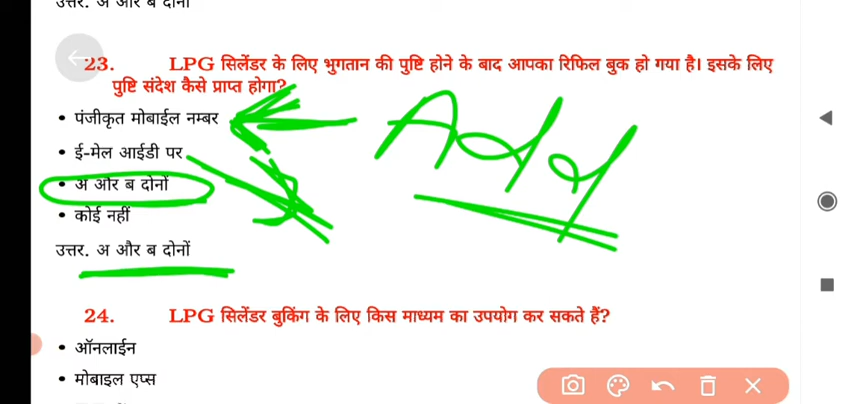 उत्तर. अ और ब दोनों
23. LPG सिलेंडर के लिए भुगतान की पुष्टि होने के बाद आपका रिफिल बुक हो गया है। इसके लिए
पुष्टि संदेश कैसे प्राप्त होगा?
• पंजीकृत मोबाईल नम्बर
• ई-मेल आईडी पर
• अ और ब दोनों
• कोई नहीं
उत्तर. अ और ब दोनों
24. LPG सिलेंडर बुकिंग के लिए किस माध्यम का उपयोग कर सकते हैं?
• ऑनलाईन
• मोबाइल एप्स